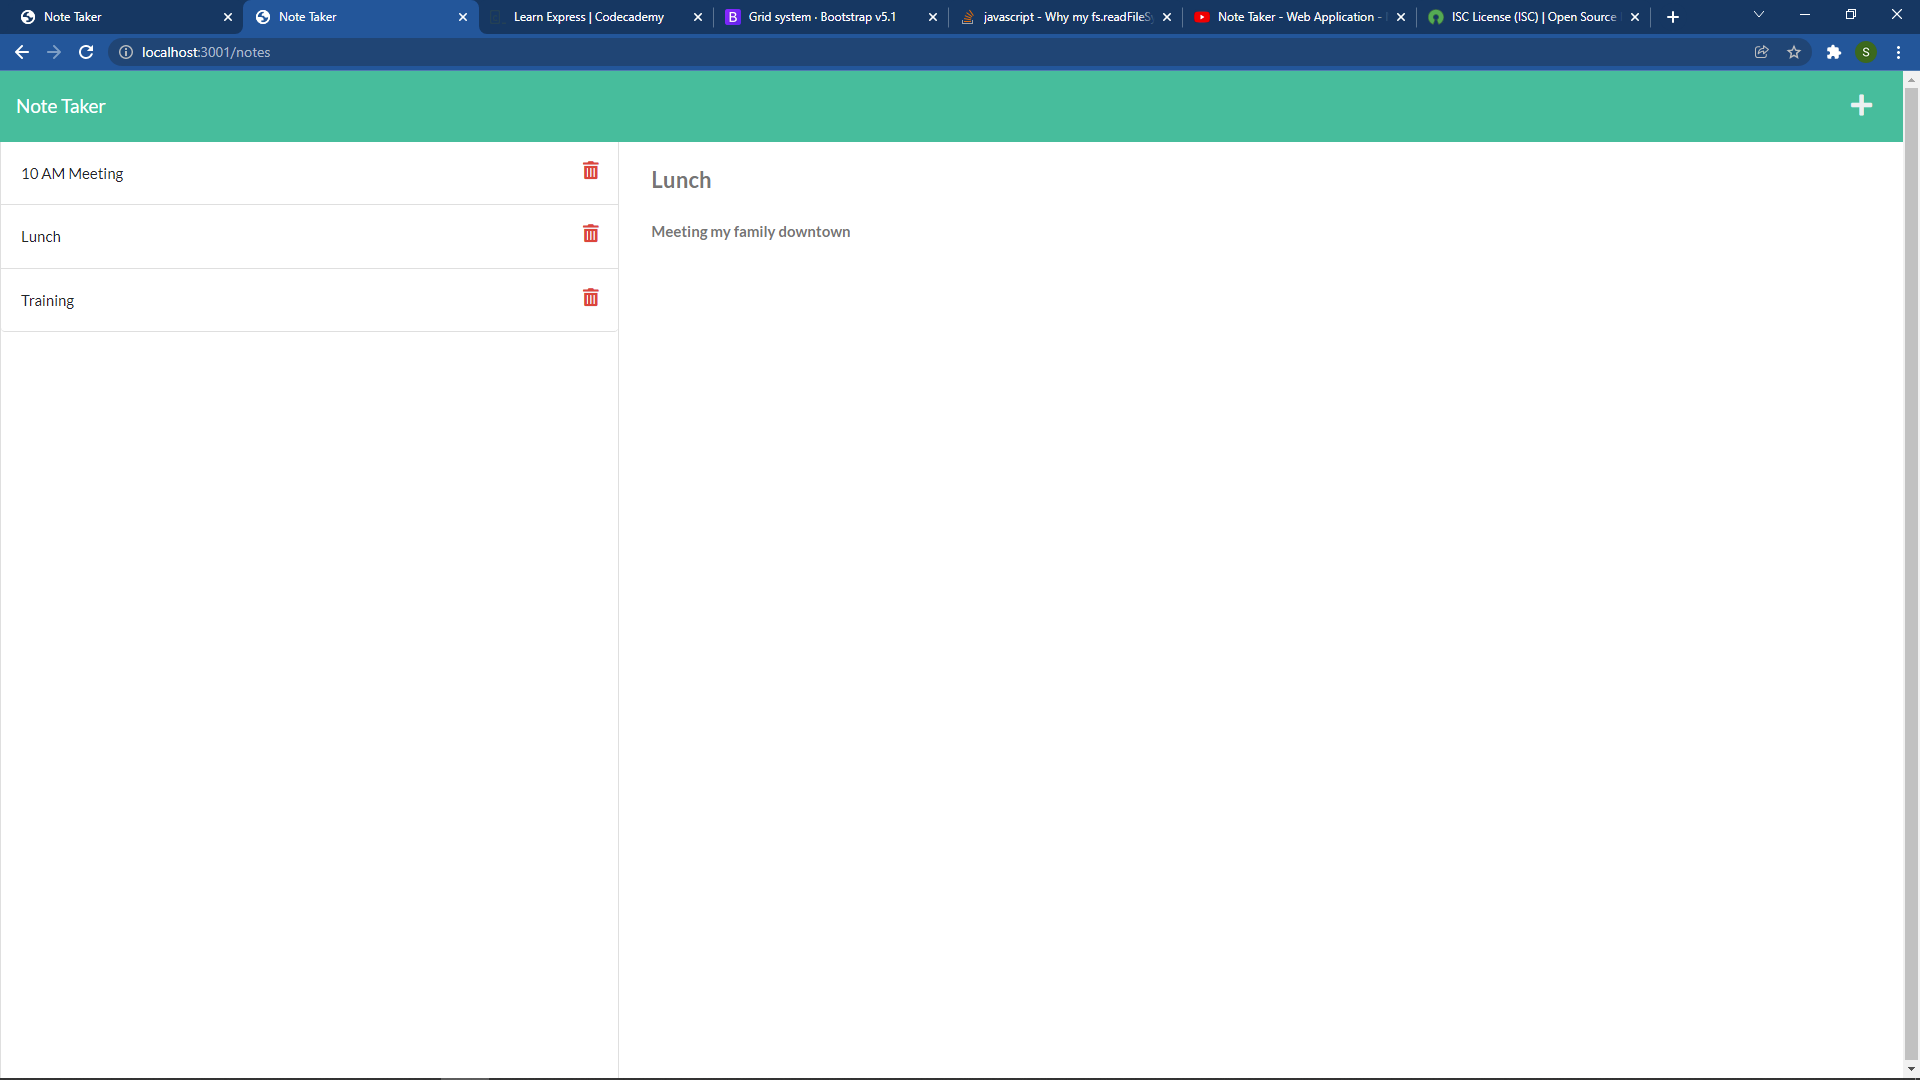 Note Taker
Note Taker
Learn Express | Codecademy
B Grid system · Bootstrap v5.1
javascript - Why my fs.readFileSy
Note Taker - Web Application -
ISC License (ISC) | Open Source
localhost:3001/notes
S
Note Taker
10 AM Meeting
Lunch
Training
Lunch
Meeting my family downtown